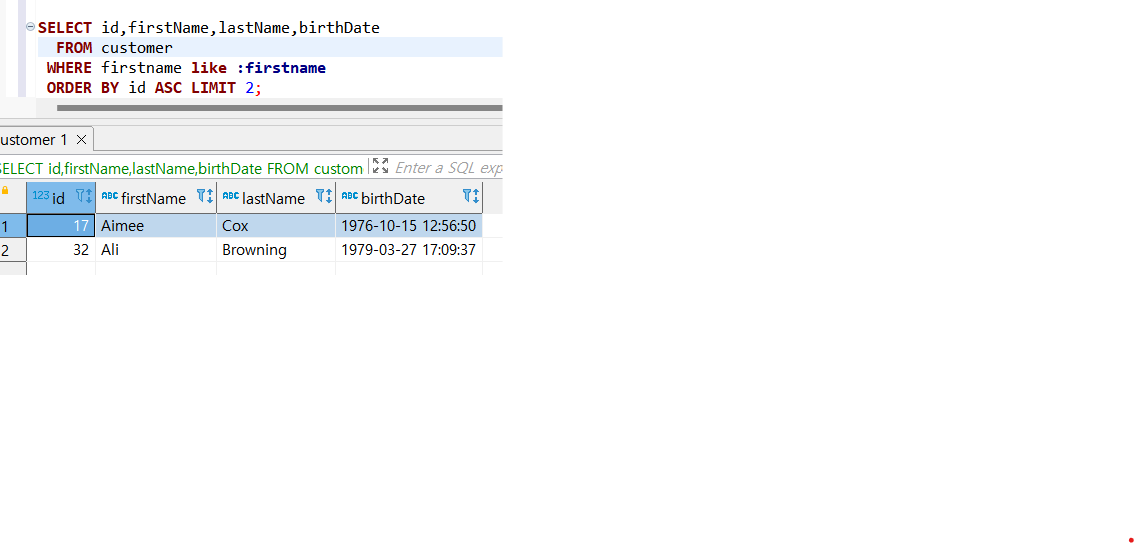 SELECT id,firstName,lastName,birthDate
FROM customer
WHERE firstname like :firstname
ORDER BY id ASC LIMIT 2;
ustomer 1
SELECT id,firstName,lastName,birthDate FROM custom Enter a SQL exp
123 id ABC firstName ABC lastName ABC birthDate
1 17 Aimee Cox 1976-10-15 12:56:50
2 32 Ali Browning 1979-03-27 17:09:37